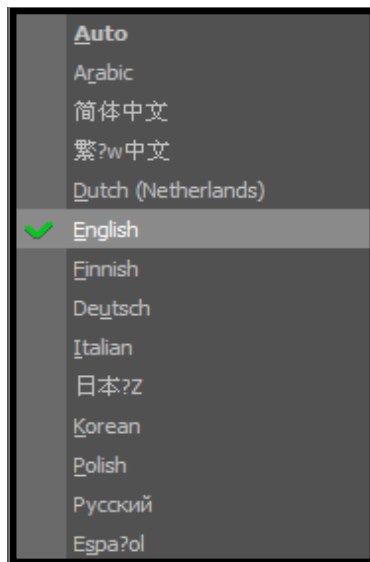 Auto
Arabic
简体中文
繁?w中文
Dutch (Netherlands)
English
Finnish
Deutsch
Italian
日本?Z
Korean
Polish
Русский
Espa?ol